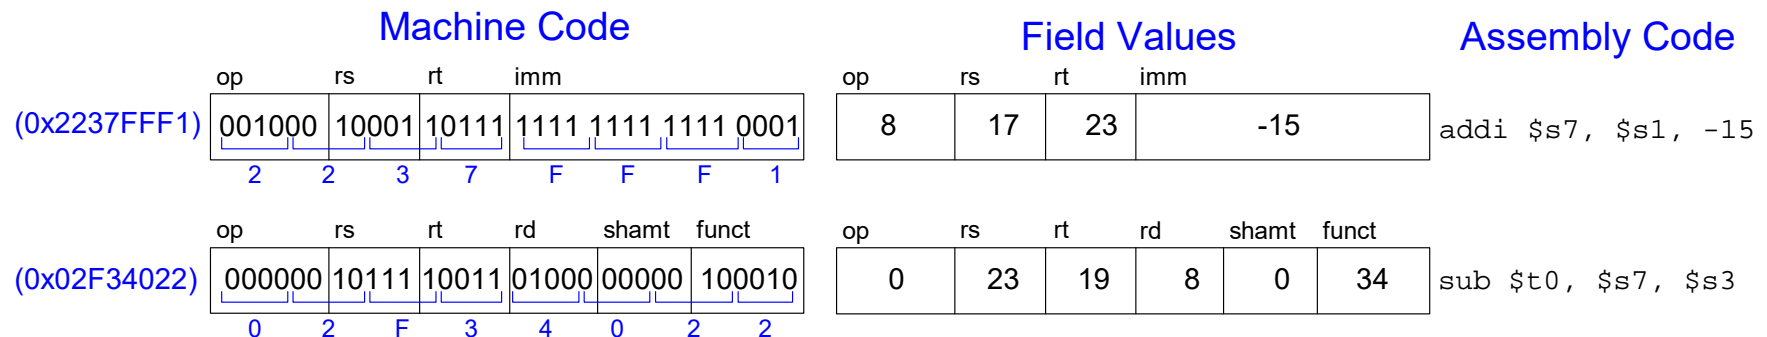 Machine Code Field Values Assembly Code
op rs rt imm op rs rt imm
(0x2237FFF1) 001000 10001 10111 1111 1111 1111 0001 8 17 23 -15 addi $s7, $s1, -15
2 2 3 7 F F F 1
op rs rt rd shamt funct op rs rt rd shamt funct
(0x02F34022) 000000 10111 10011 01000 00000 100010 0 23 19 8 0 34 sub $t0, $s7, $s3
0 2 F 3 4 0 2 2